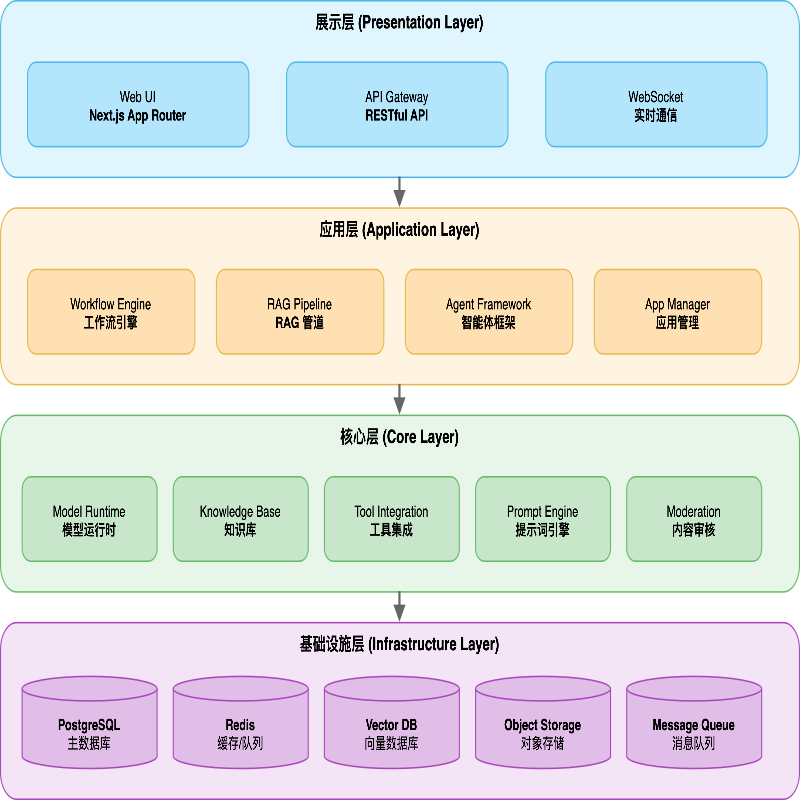 展示层 (Presentation Layer)
Web UI
Next.js App Router
API Gateway
RESTful API
WebSocket
实时通信
应用层 (Application Layer)
Workflow Engine
工作流引擎
RAG Pipeline
RAG 管道
Agent Framework
智能体框架
App Manager
应用管理
核心层 (Core Layer)
Model Runtime
模型运行时
Knowledge Base
知识库
Tool Integration
工具集成
Prompt Engine
提示词引擎
Moderation
内容审核
基础设施层 (Infrastructure Layer)
PostgreSQL
主数据库
Redis
缓存/队列
Vector DB
向量数据库
Object Storage
对象存储
Message Queue
消息队列